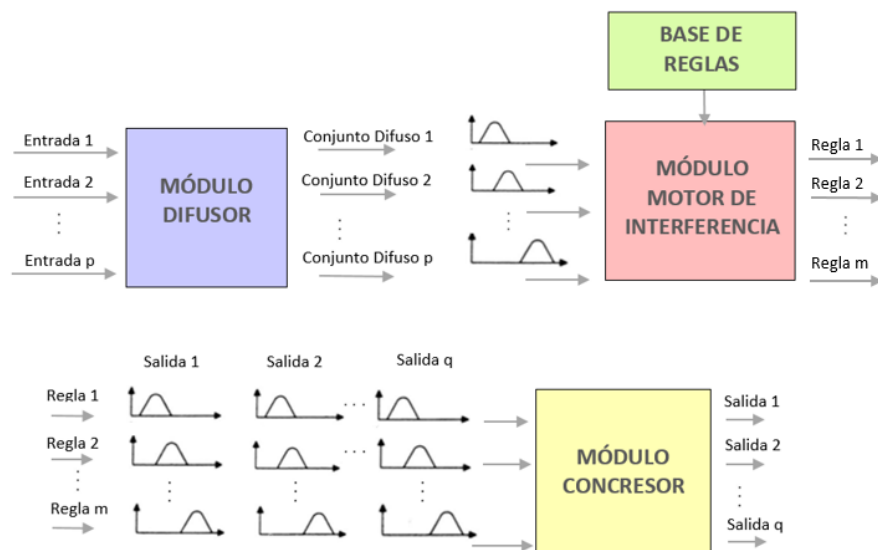 BASE DE
REGLAS
Entrada 1
Entrada 2
Entrada p
MÓDULO
DIFUSOR
Conjunto Difuso 1
Conjunto Difuso 2
Conjunto Difuso p
MÓDULO
MOTOR DE
INTERFERENCIA
Regla 1
Regla 2
Regla m
Salida 1
Salida 2
Salida q
Regla 1
Regla 2
Regla m
MÓDULO
CONCRESOR
Salida 1
Salida 2
Salida q